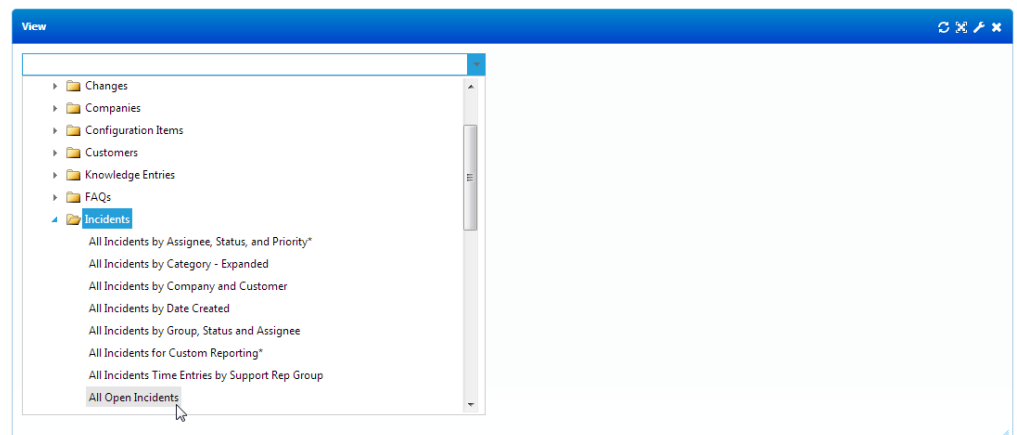 View
Changes
Companies
Configuration Items
Customers
Knowledge Entries
FAQs
Incidents
All Incidents by Assignee, Status, and Priority*
All Incidents by Category - Expanded
All Incidents by Company and Customer
All Incidents by Date Created
All Incidents by Group, Status and Assignee
All Incidents for Custom Reporting*
All Incidents Time Entries by Support Rep Group
All Open Incidents